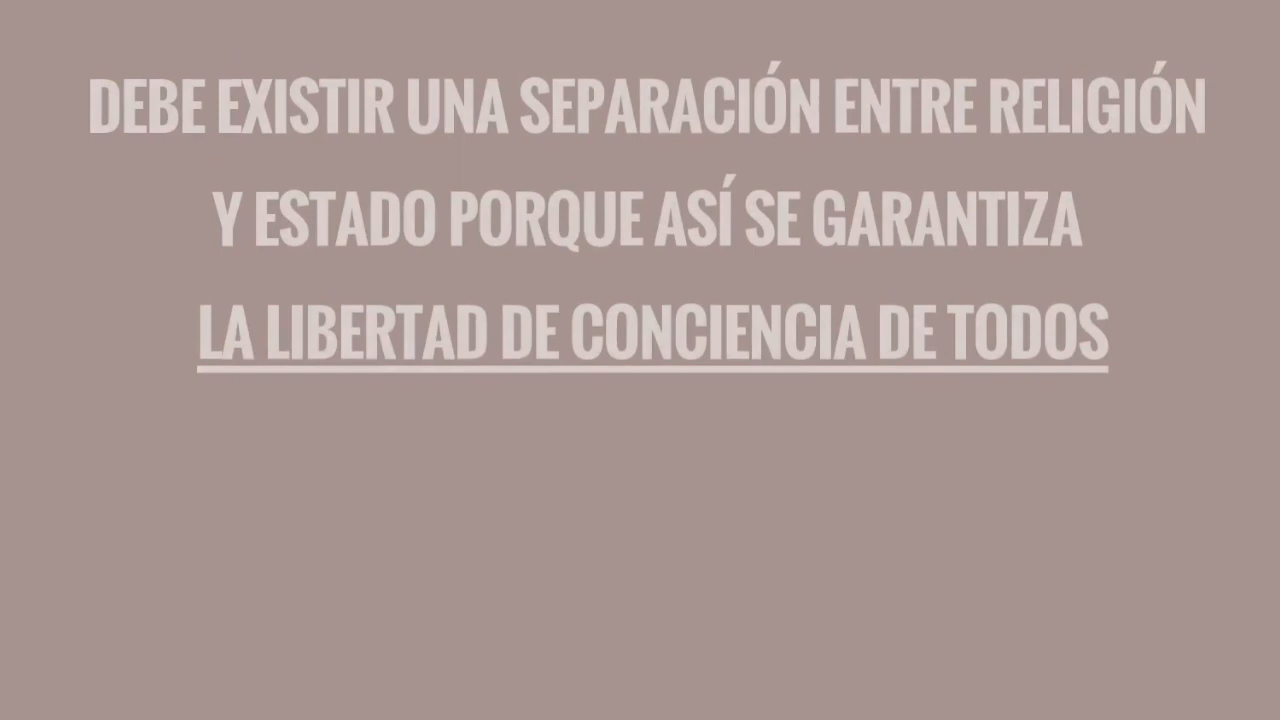 DEBE EXISTIR UNA SEPARACIÓN ENTRE RELIGIÓN
Y ESTADO PORQUE ASÍ SE GARANTIZA
LA LIBERTAD DE CONCIENCIA DE TODOS